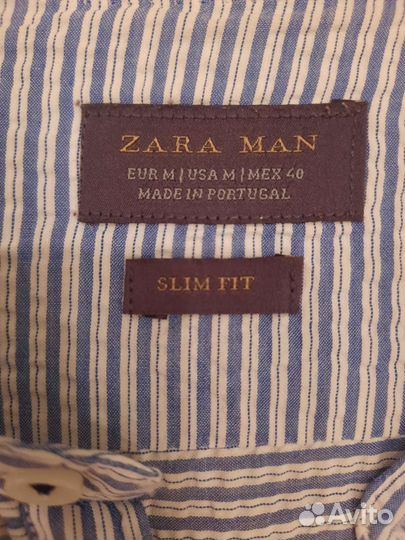 ZARA MAN
EUR M | USA M | MEX 40
MADE IN PORTUGAL
SLIM FIT
Avito